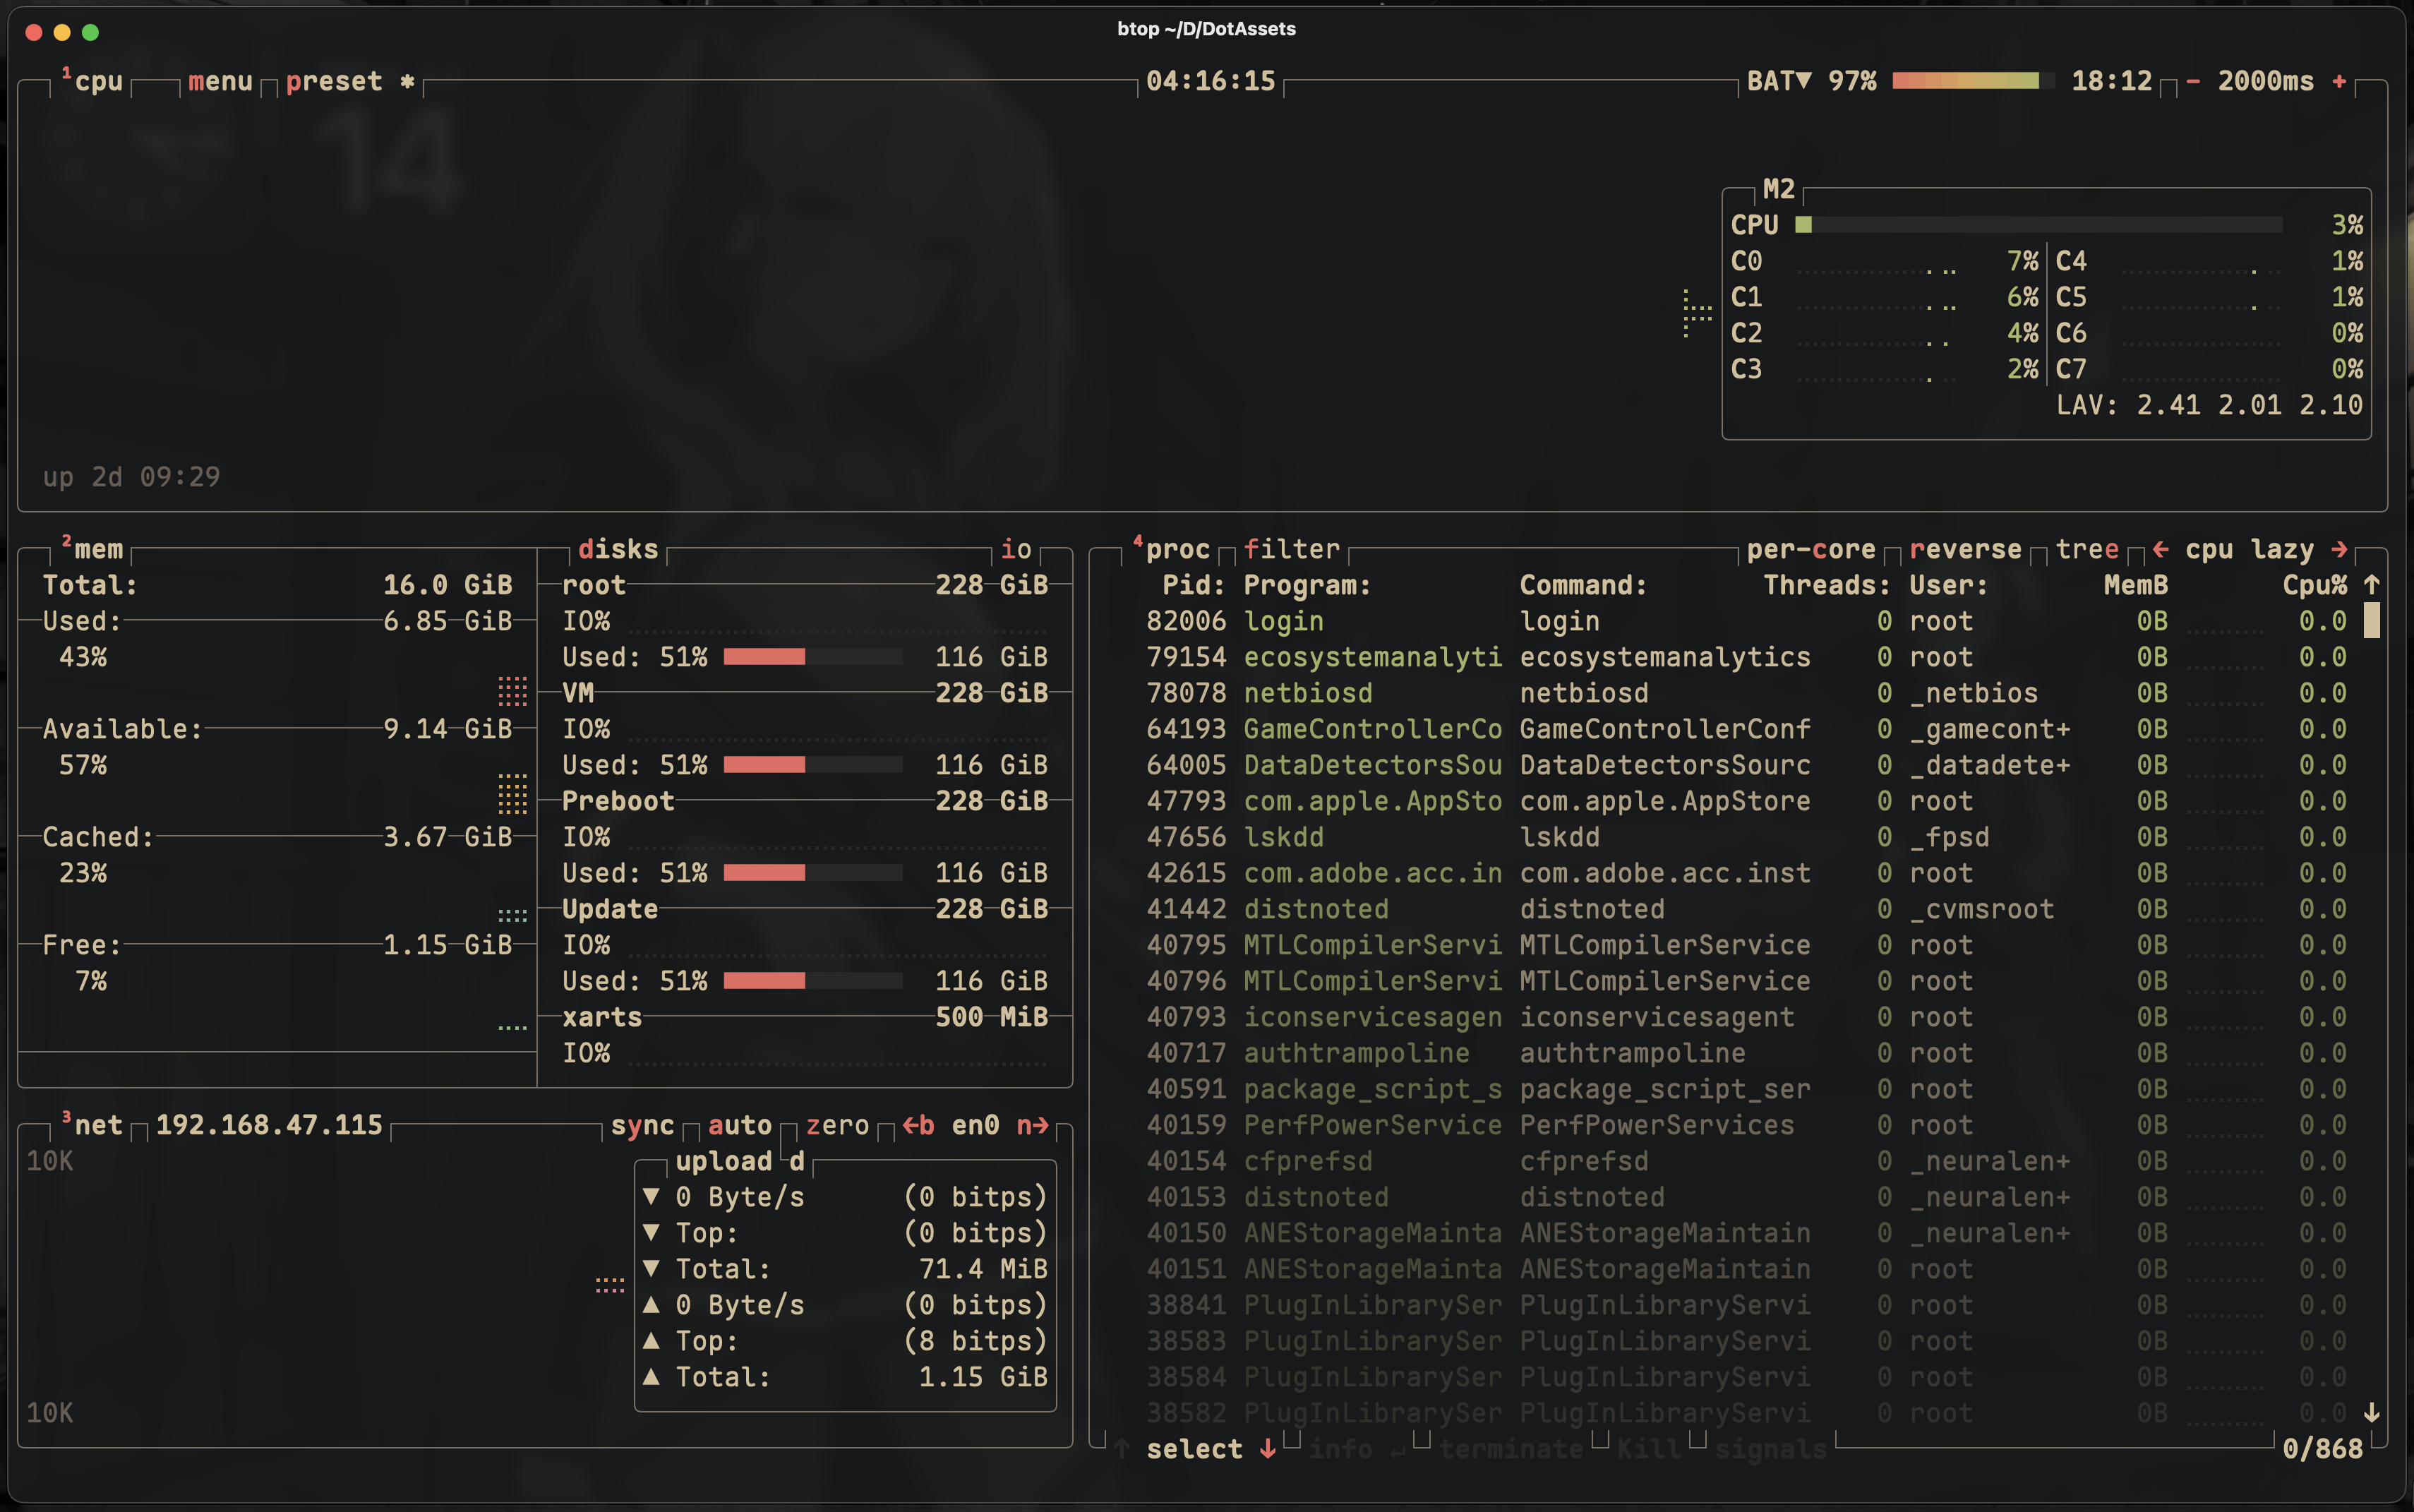 btop ~/D/DotAssets
¹cpu menu preset * 04:16:15 BAT▼ 97% 18:12 - 2000ms +
14
M2
CPU 3%
C0 7% C4 1%
C1 6% C5 1%
C2 4% C6 0%
C3 2% C7 0%
LAV: 2.41 2.01 2.10
up 2d 09:29
²mem
Total: 16.0 GiB
Used: 6.85 GiB
43%
Available: 9.14 GiB
57%
Cached: 3.67 GiB
23%
Free: 1.15 GiB
7%
disks io
root 228 GiB
IO%
Used: 51% 116 GiB
VM 228 GiB
IO%
Used: 51% 116 GiB
Preboot 228 GiB
IO%
Used: 51% 116 GiB
Update 228 GiB
IO%
Used: 51% 116 GiB
xarts 500 MiB
IO%
³net 192.168.47.115 sync auto zero ←b en0 n→
10K
upload d
▼ 0 Byte/s (0 bitps)
▼ Top: (0 bitps)
▼ Total: 71.4 MiB
▲ 0 Byte/s (0 bitps)
▲ Top: (8 bitps)
▲ Total: 1.15 GiB
10K
⁴proc filter per-core reverse tree ← cpu lazy →
Pid: Program: Command: Threads: User: MemB Cpu% ↑
82006 login login 0 root 0B 0.0
79154 ecosystemanalyti ecosystemanalytics 0 root 0B 0.0
78078 netbiosd netbiosd 0 _netbios 0B 0.0
64193 GameControllerCo GameControllerConf 0 _gamecont+ 0B 0.0
64005 DataDetectorsSou DataDetectorsSourc 0 _datadete+ 0B 0.0
47793 com.apple.AppSto com.apple.AppStore 0 root 0B 0.0
47656 lskdd lskdd 0 _fpsd 0B 0.0
42615 com.adobe.acc.in com.adobe.acc.inst 0 root 0B 0.0
41442 distnoted distnoted 0 _cvmsroot 0B 0.0
40795 MTLCompilerServi MTLCompilerService 0 root 0B 0.0
40796 MTLCompilerServi MTLCompilerService 0 root 0B 0.0
40793 iconservicesagen iconservicesagent 0 root 0B 0.0
40717 authtrampoline authtrampoline 0 root 0B 0.0
40591 package_script_s package_script_ser 0 root 0B 0.0
40159 PerfPowerService PerfPowerServices 0 root 0B 0.0
40154 cfprefsd cfprefsd 0 _neuralen+ 0B 0.0
40153 distnoted distnoted 0 _neuralen+ 0B 0.0
40150 ANEStorageMainta ANEStorageMaintain 0 _neuralen+ 0B 0.0
40151 ANEStorageMainta ANEStorageMaintain 0 root 0B 0.0
38841 PlugInLibrarySer PlugInLibraryServi 0 root 0B 0.0
38583 PlugInLibrarySer PlugInLibraryServi 0 root 0B 0.0
38584 PlugInLibrarySer PlugInLibraryServi 0 root 0B 0.0
38582 PlugInLibrarySer PlugInLibraryServi 0 root 0B 0.0 ↓
↑ select ↓ info ↵ terminate Kill signals 0/868